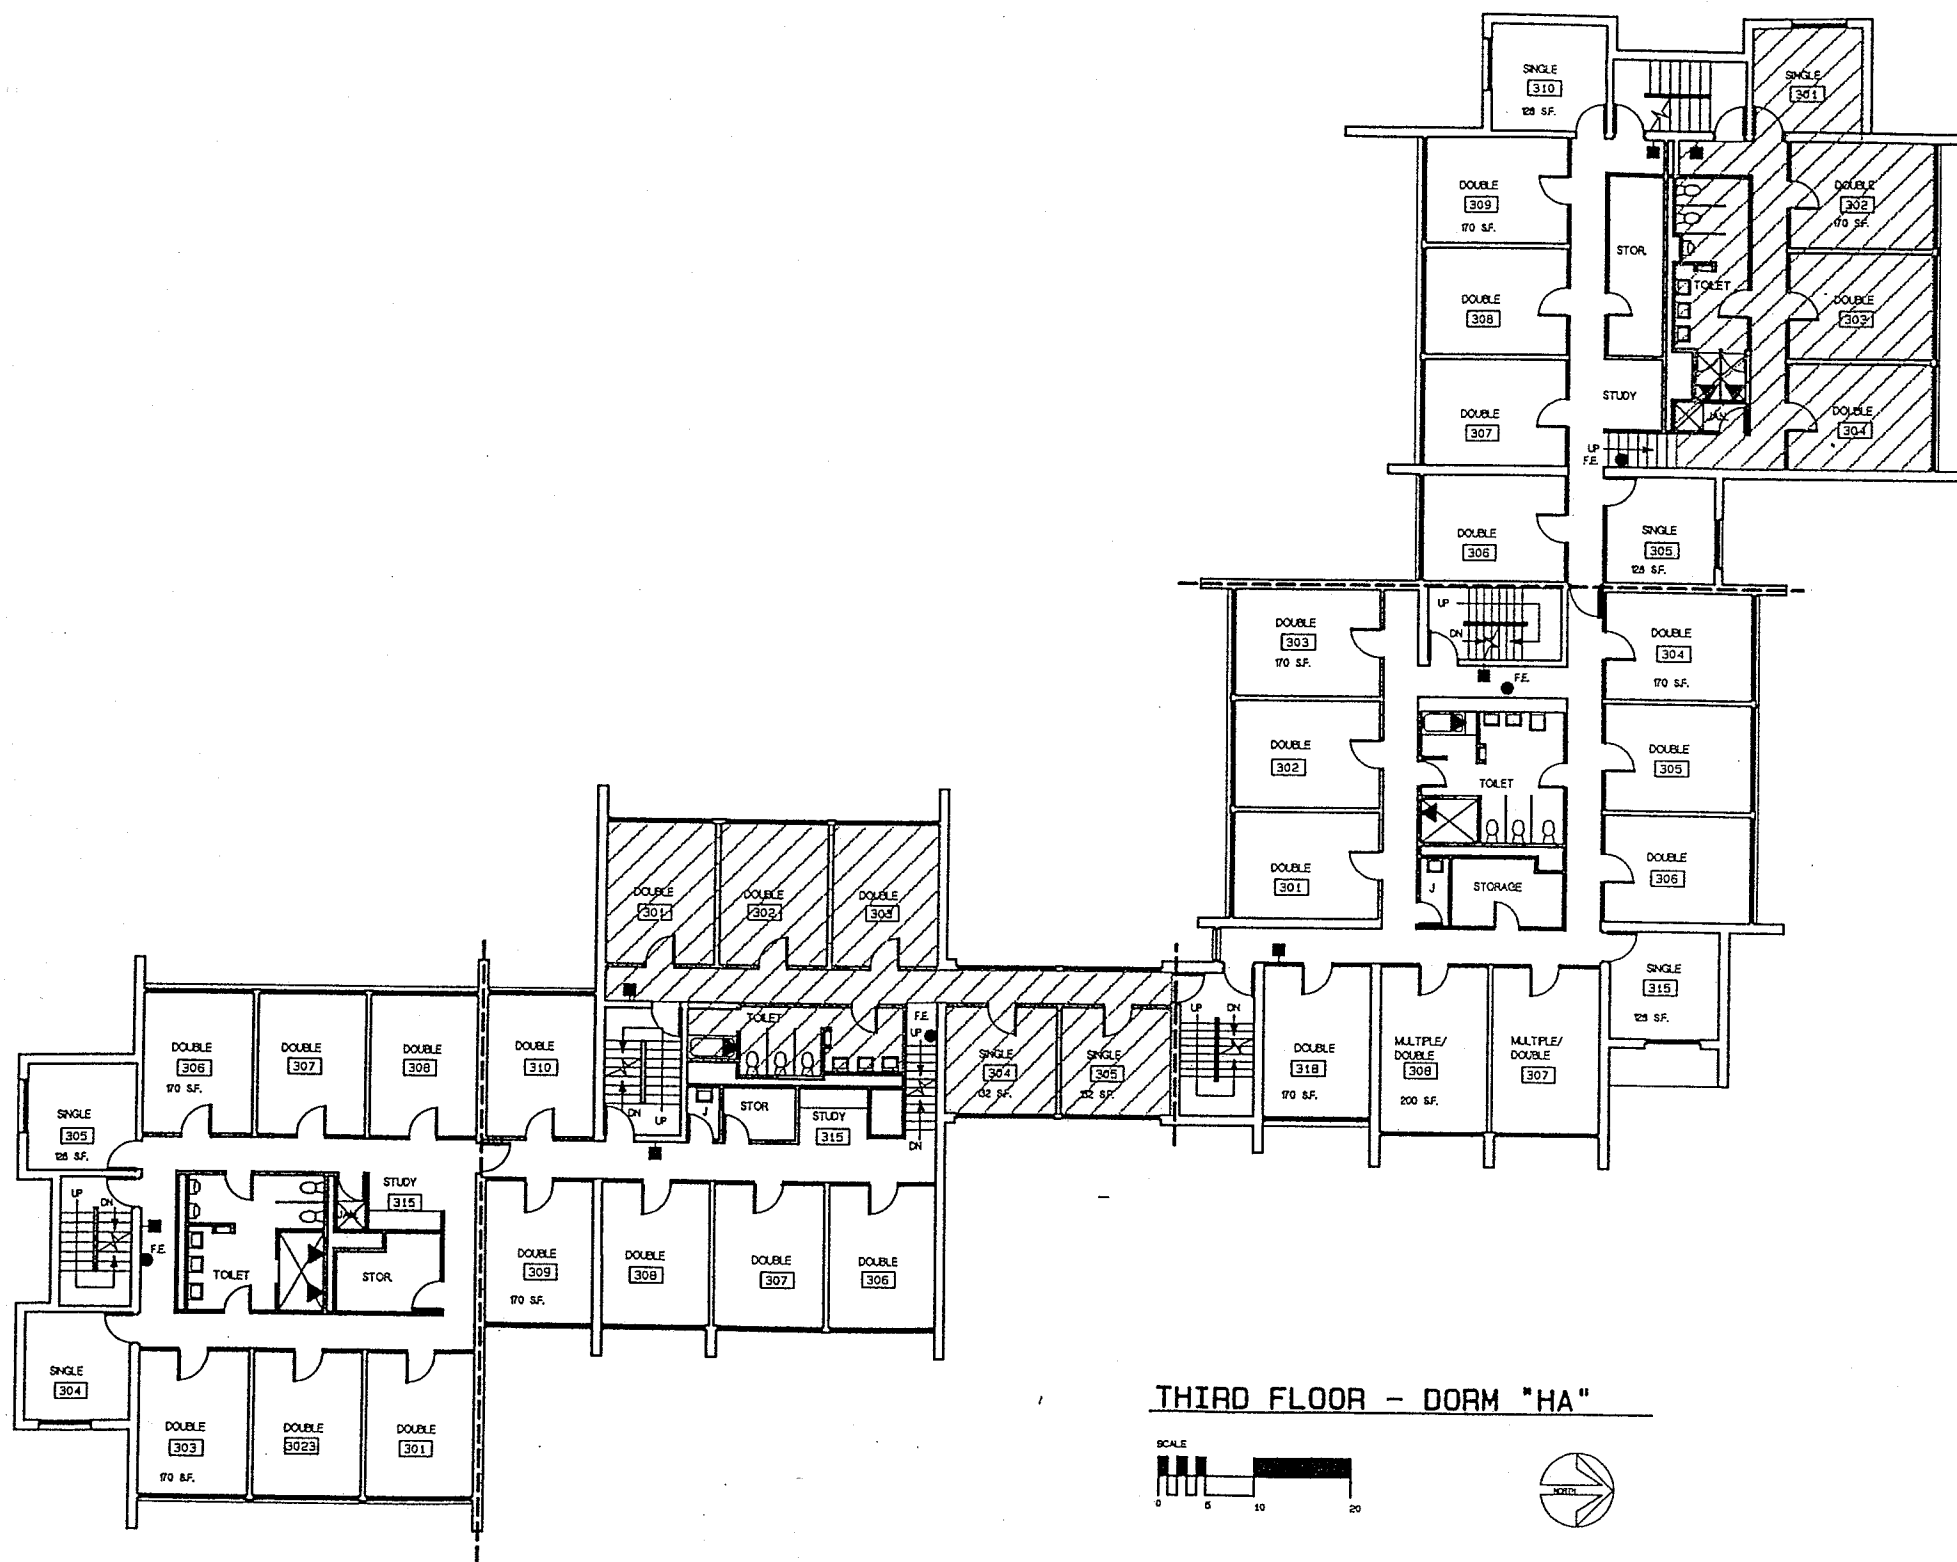 SINGLE
310
128 S.F.
SINGLE
301
DOUBLE
309
170 S.F.
STOR.
DOUBLE
302
170 S.F.
DOUBLE
308
TOILET
DOUBLE
303
DOUBLE
307
STUDY
JAN.
DOUBLE
304
UP
F.E.
DOUBLE
306
SINGLE
305
128 S.F.
DOUBLE
303
170 S.F.
UP
DN
F.E.
DOUBLE
304
170 S.F.
DOUBLE
302
TOILET
DOUBLE
305
DOUBLE
301
J
STORAGE
DOUBLE
306
SINGLE
315
128 S.F.
UP
DN
DOUBLE
318
170 S.F.
MULTIPLE/
DOUBLE
308
200 S.F.
MULTIPLE/
DOUBLE
307
DOUBLE
301
DOUBLE
302
DOUBLE
303
TOILET
F.E.
UP
SINGLE
304
132 S.F.
SINGLE
305
132 S.F.
DN
UP
J
STOR
STUDY
315
DN
DOUBLE
306
170 S.F.
DOUBLE
307
DOUBLE
308
DOUBLE
310
SINGLE
305
128 S.F.
UP
DN
F.E.
STUDY
315
JAN.
TOILET
STOR.
DOUBLE
309
170 S.F.
DOUBLE
308
DOUBLE
307
DOUBLE
306
SINGLE
304
DOUBLE
303
170 S.F.
DOUBLE
3023
DOUBLE
301
THIRD FLOOR - DORM "HA"
SCALE
0 5 10 20
NORTH